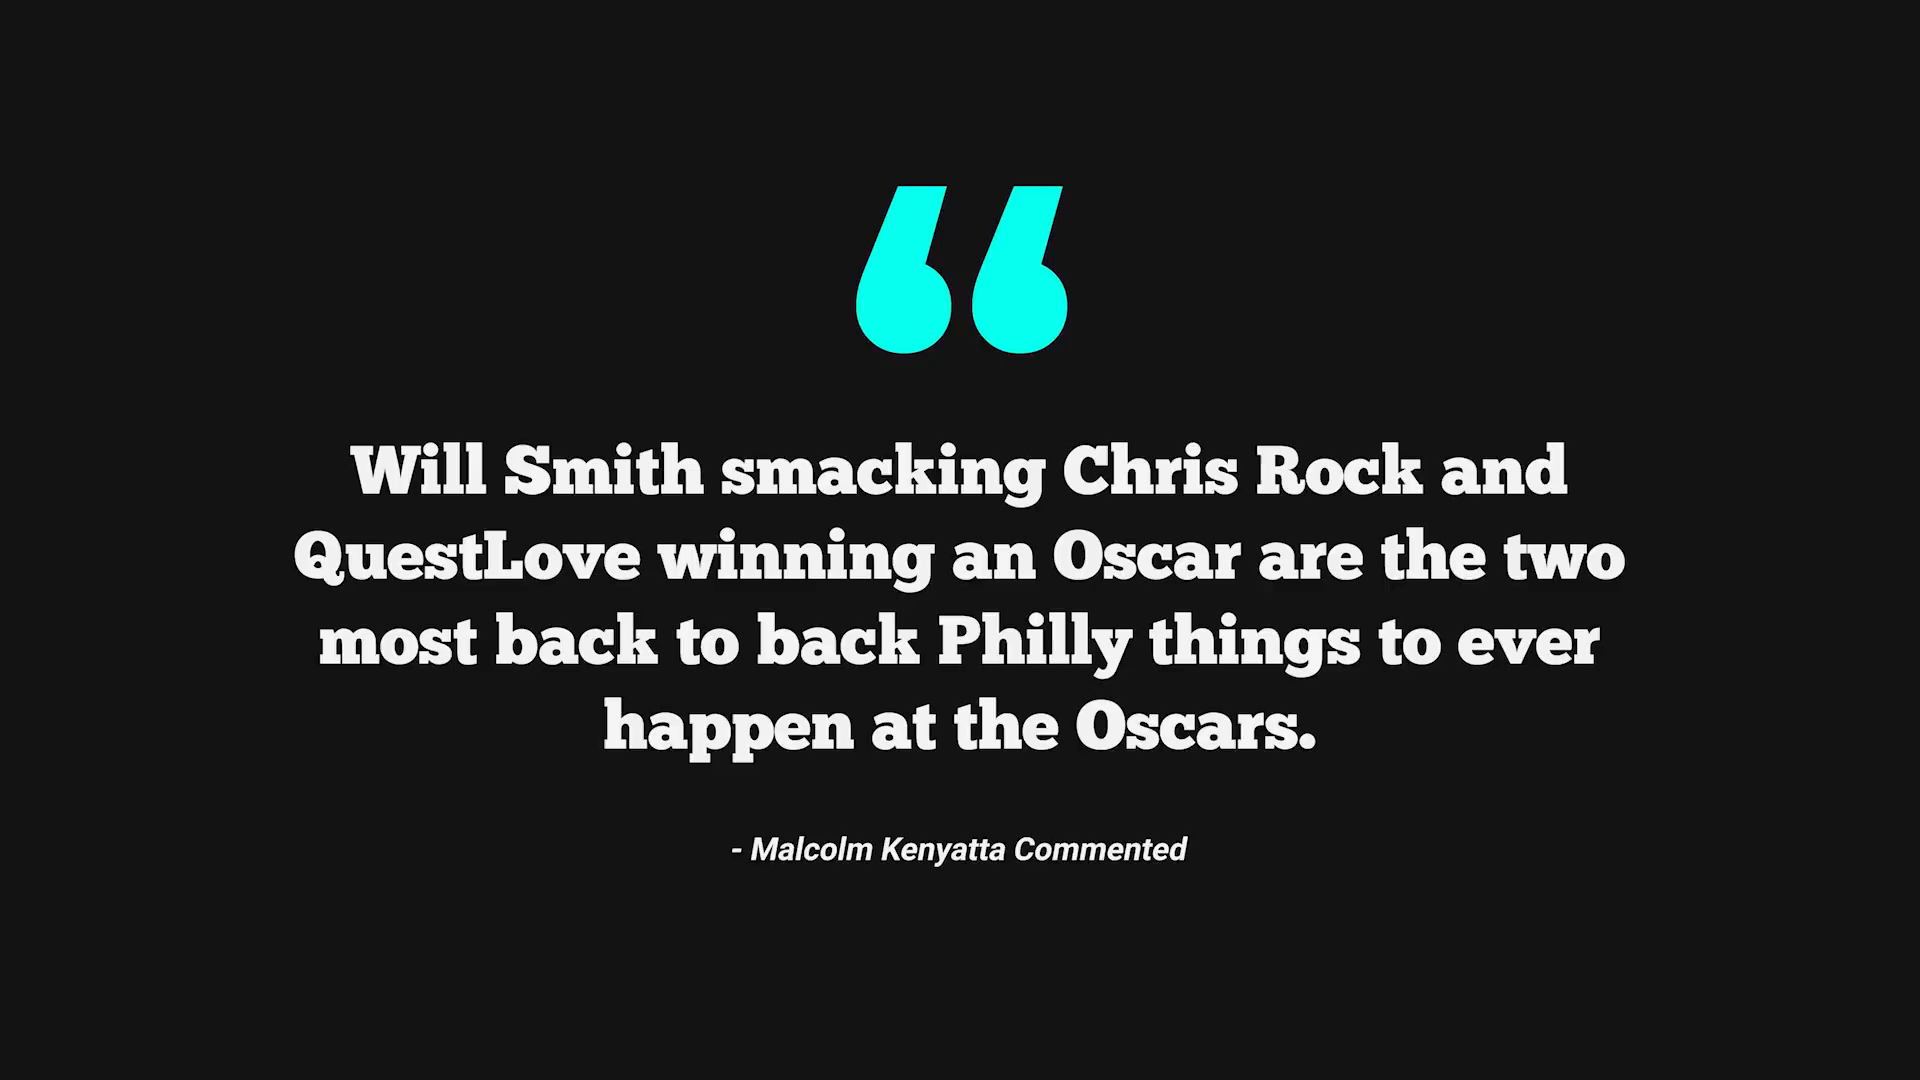 “
Will Smith smacking Chris Rock and
QuestLove winning an Oscar are the two
most back to back Philly things to ever
happen at the Oscars.
- Malcolm Kenyatta Commented